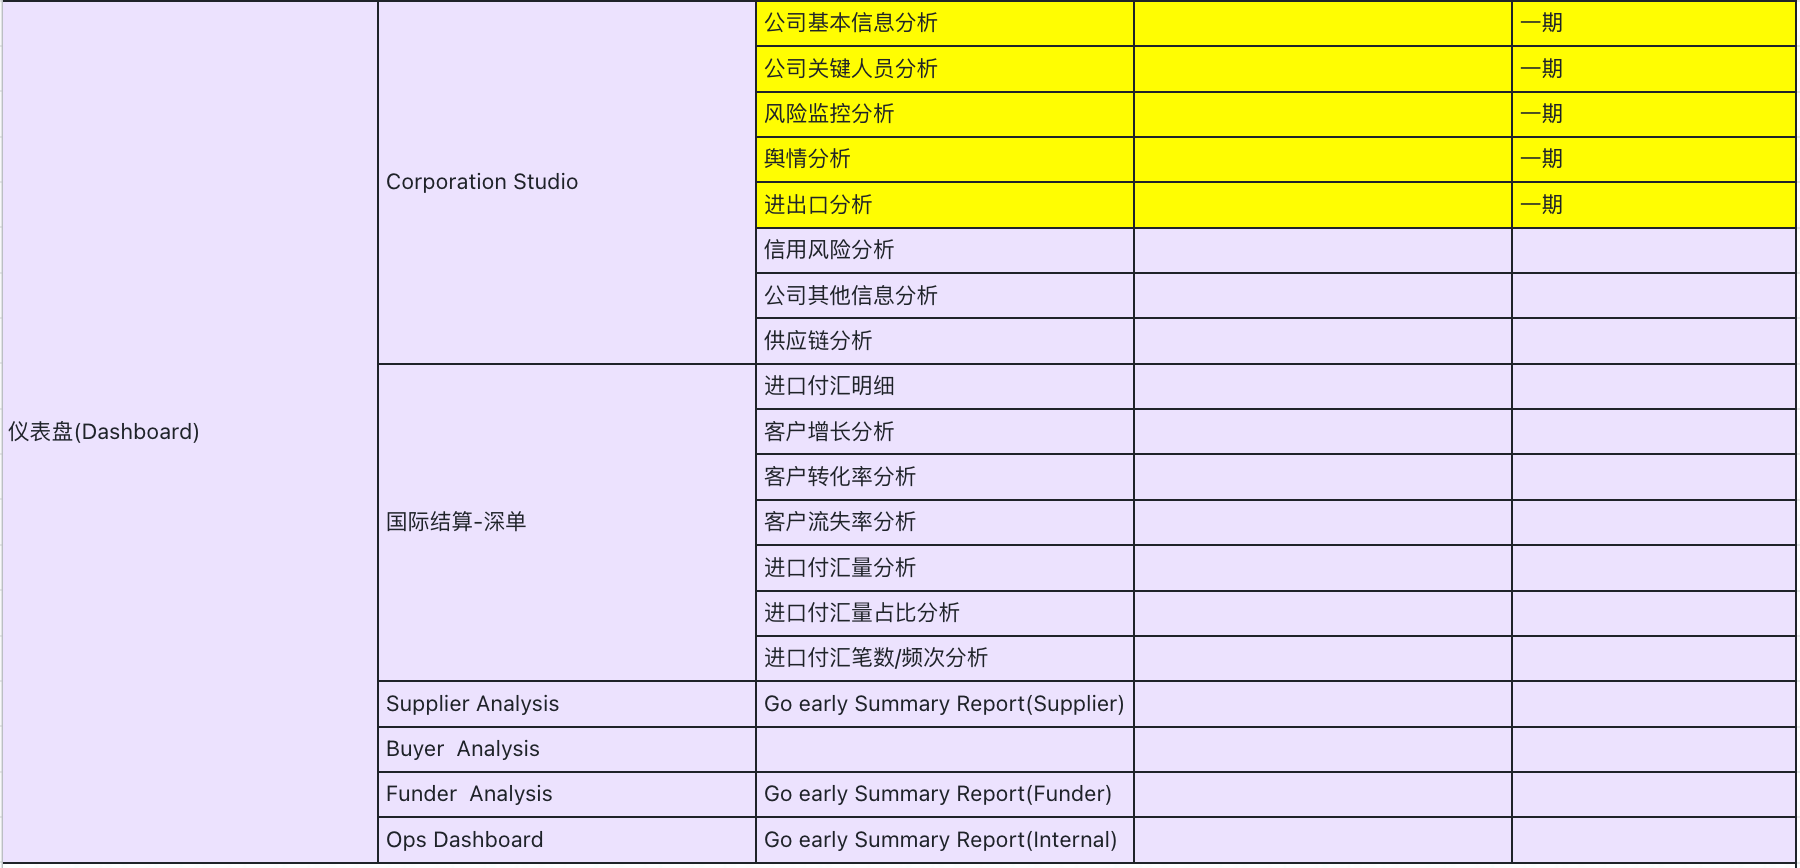 仪表盘(Dashboard)
Corporation Studio
公司基本信息分析 一期
公司关键人员分析 一期
风险监控分析 一期
舆情分析 一期
进出口分析 一期
信用风险分析
公司其他信息分析
供应链分析
国际结算-深单
进口付汇明细
客户增长分析
客户转化率分析
客户流失率分析
进口付汇量分析
进口付汇量占比分析
进口付汇笔数/频次分析
Supplier Analysis Go early Summary Report(Supplier)
Buyer  Analysis
Funder  Analysis Go early Summary Report(Funder)
Ops Dashboard Go early Summary Report(Internal)